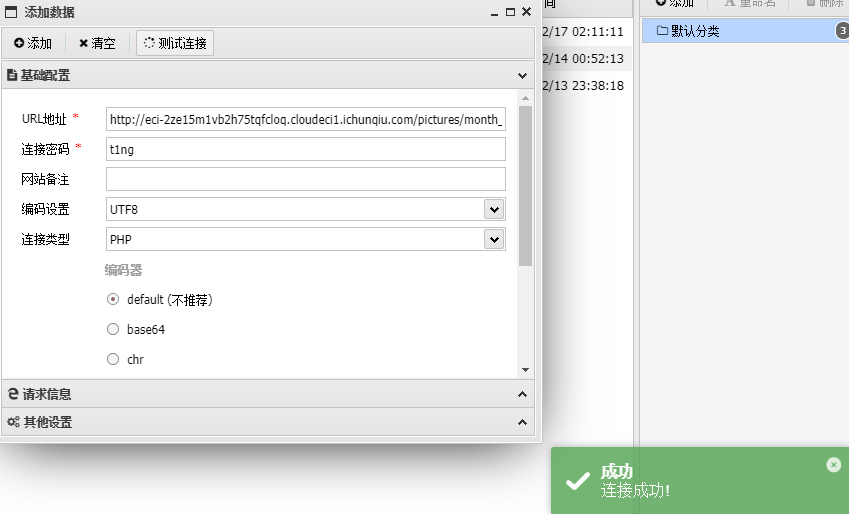 添加数据
添加 清空 测试连接
基础配置
URL地址 *
http://eci-2ze15m1vb2h75tqfcloq.cloudeci1.ichunqiu.com/pictures/month_
连接密码 *
t1ng
网站备注
编码设置
UTF8
连接类型
PHP
编码器
default (不推荐)
base64
chr
请求信息
其他设置
间
2/17 02:11:11
2/14 00:52:13
2/13 23:38:18
添加 重命名 删除
默认分类 3
成功
连接成功!